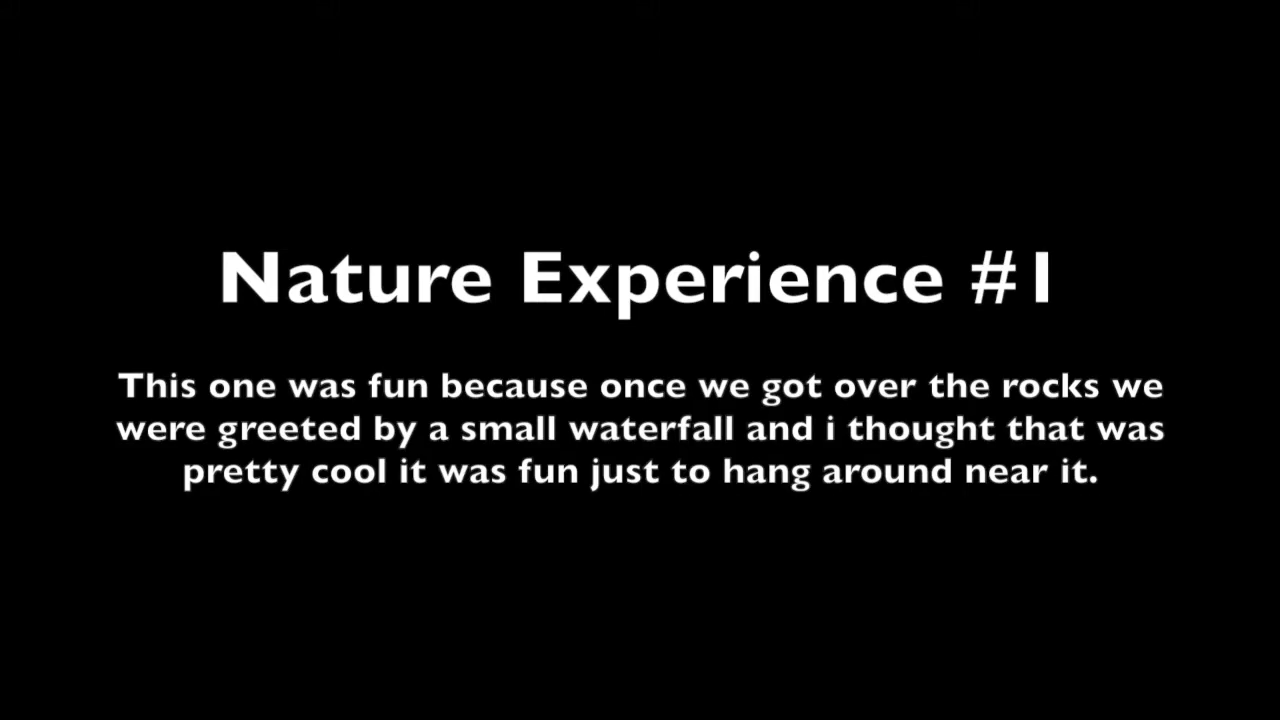 Nature Experience #1
This one was fun because once we got over the rocks we
were greeted by a small waterfall and i thought that was
pretty cool it was fun just to hang around near it.